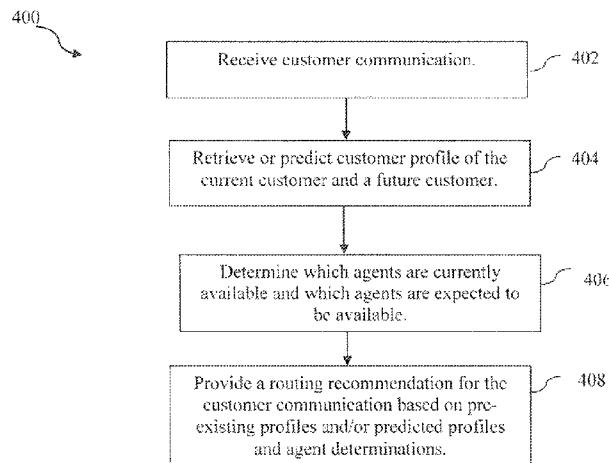 400
Receive customer communication.
402
Retrieve or predict customer profile of the
current customer and a future customer.
404
Determine which agents are currently
available and which agents are expected to
be available.
406
Provide a routing recommendation for the
customer communication based on pre-
existing profiles and/or predicted profiles
and agent determinations.
408